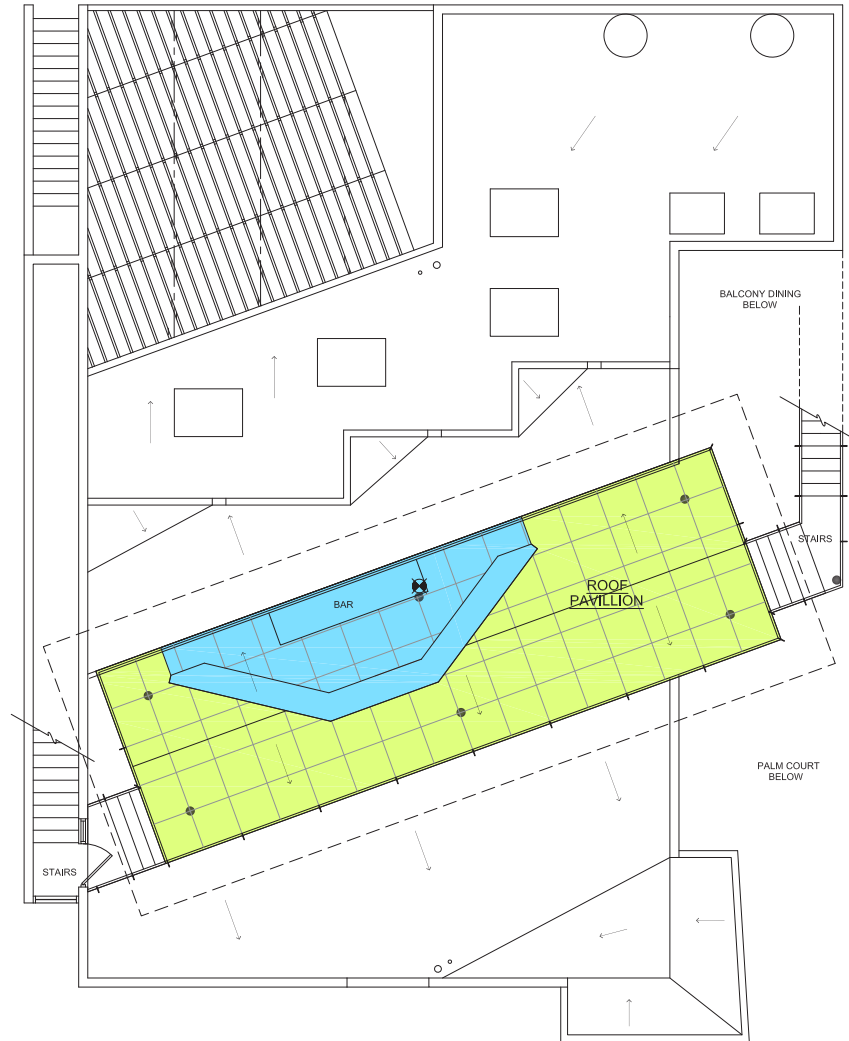 BALCONY DINING
BELOW
STAIRS
ROOF
PAVILLION
BAR
PALM COURT
BELOW
STAIRS